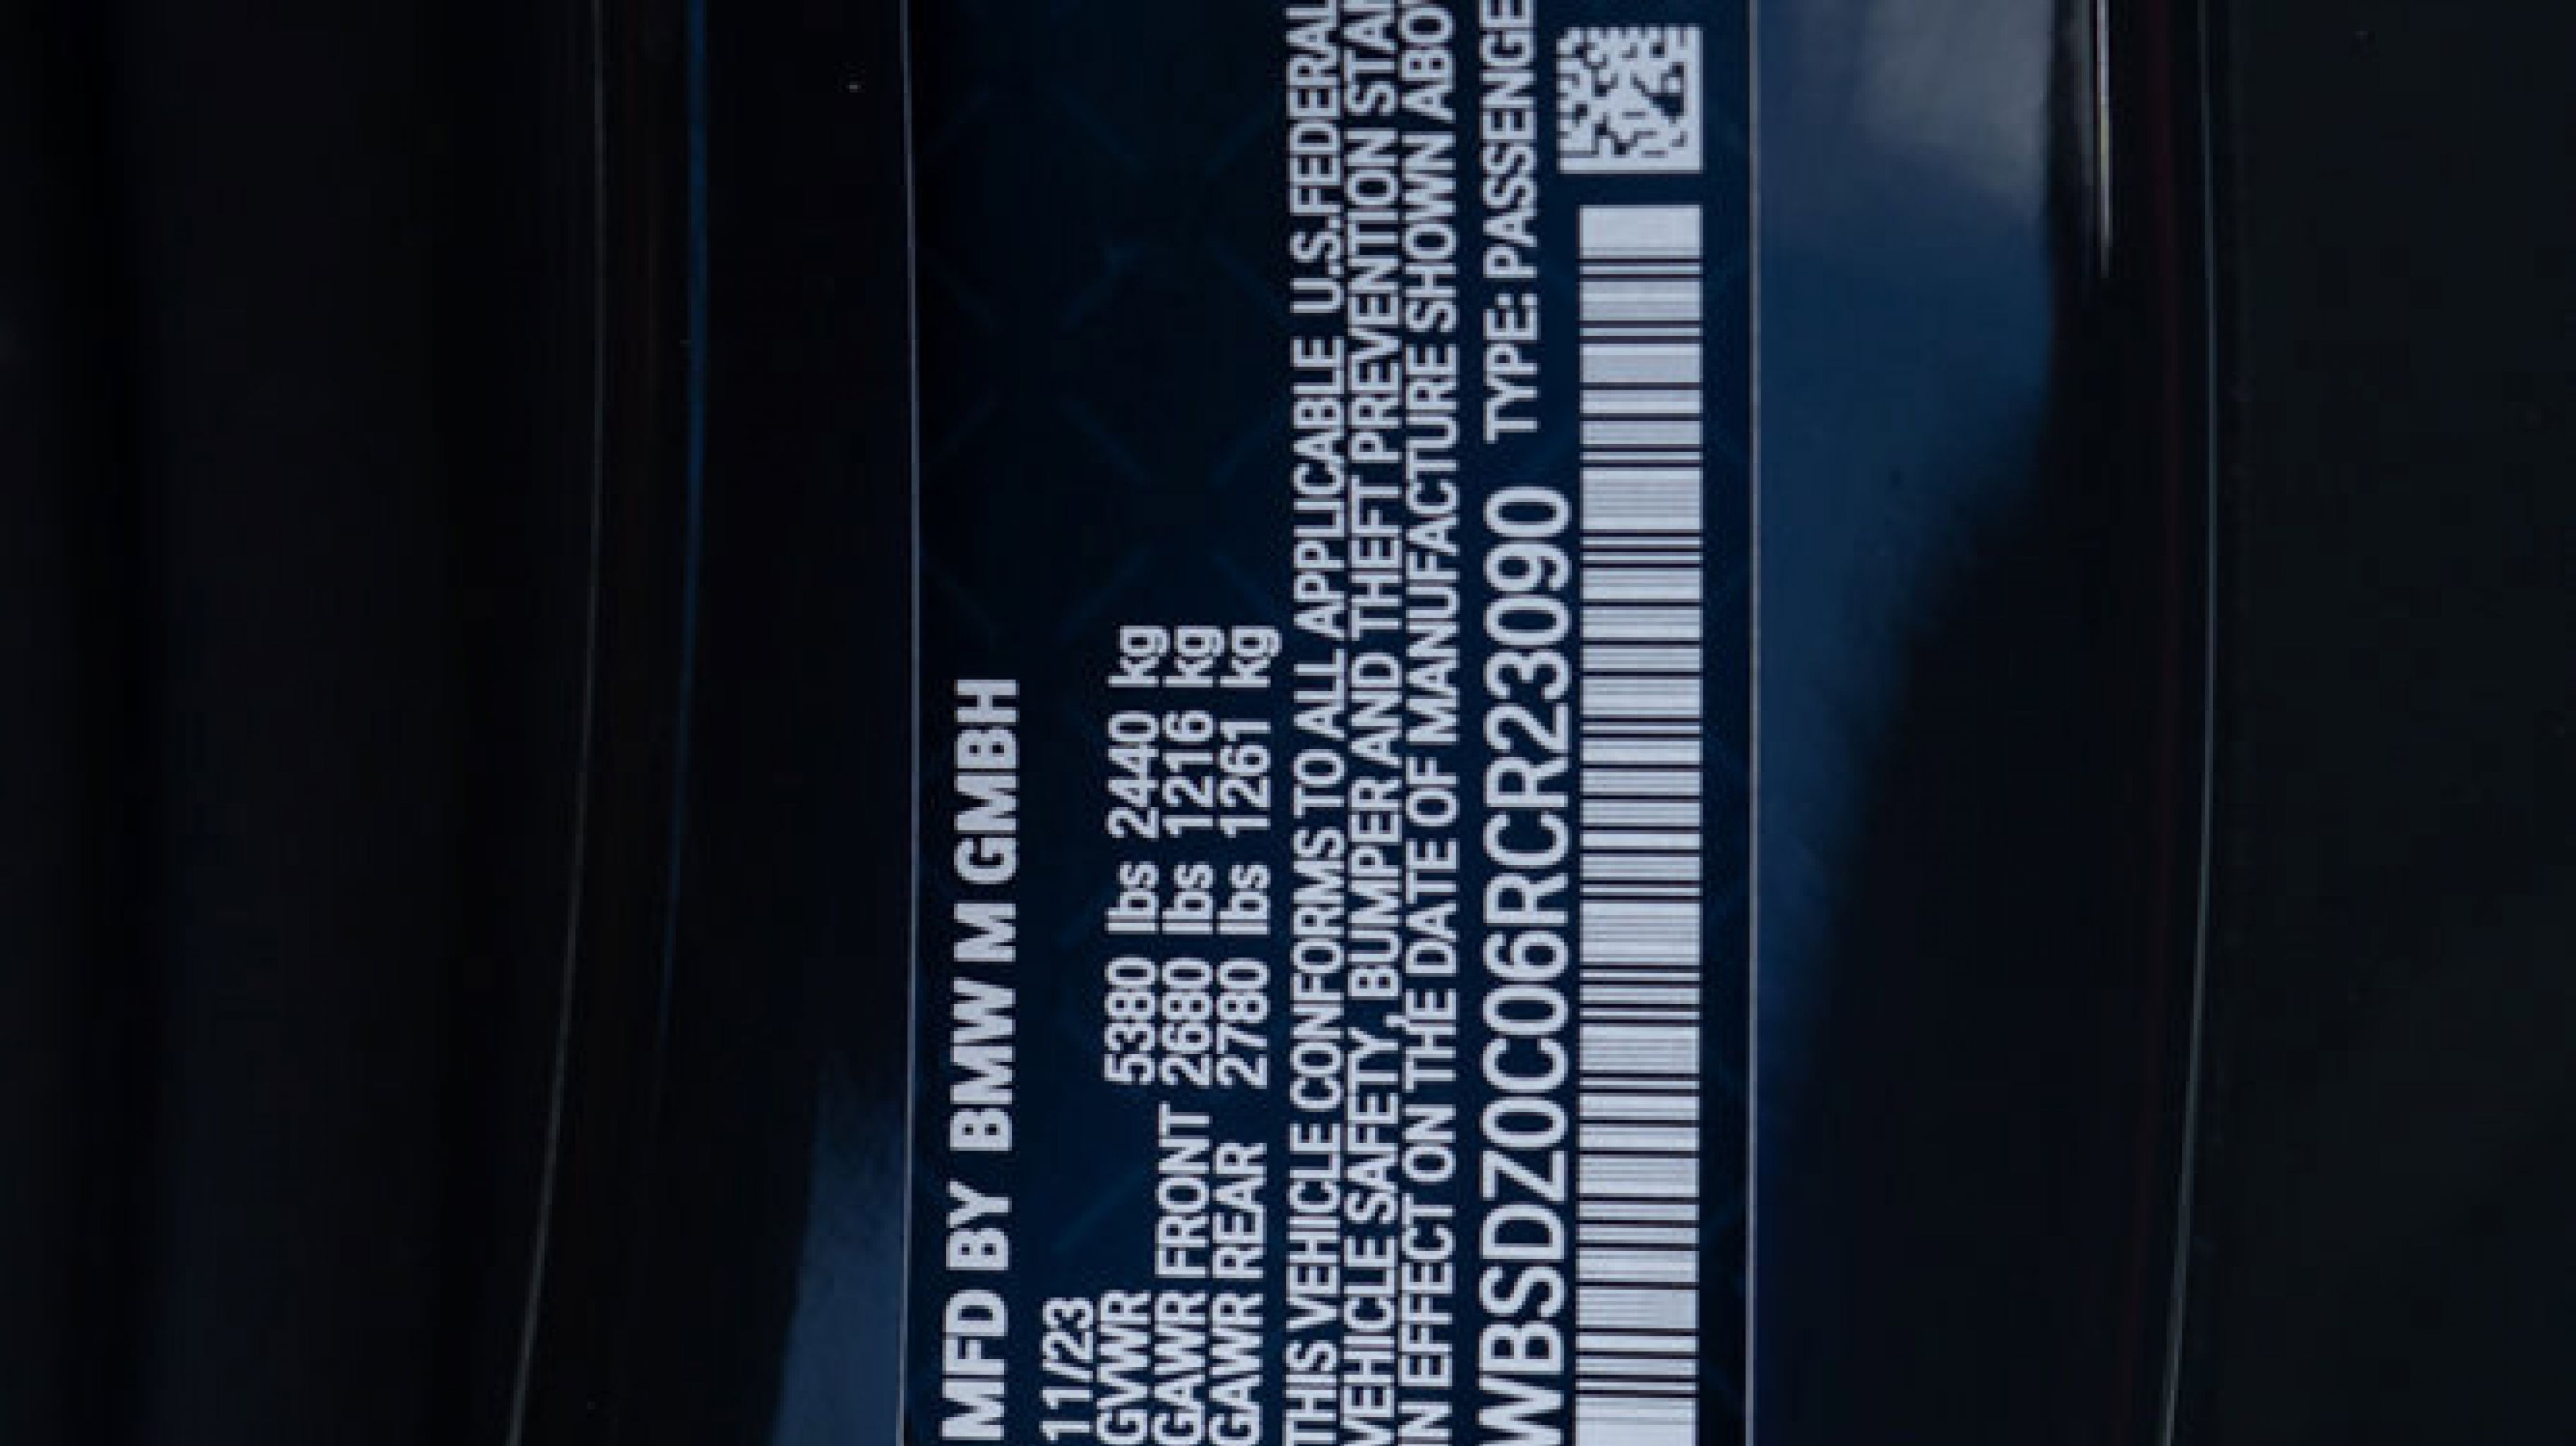 MFD BY BMW M GMBH
11/23
GVWR 5380 lbs 2440 kg
GAWR FRONT 2680 lbs 1216 kg
GAWR REAR 2780 lbs 1261 kg
THIS VEHICLE CONFORMS TO ALL APPLICABLE U.S.FEDERAL
VEHICLE SAFETY, BUMPER AND THEFT PREVENTION STA
IN EFFECT ON THE DATE OF MANUFACTURE SHOWN ABO
WBSDZ0C06RCR23090 TYPE: PASSENGE